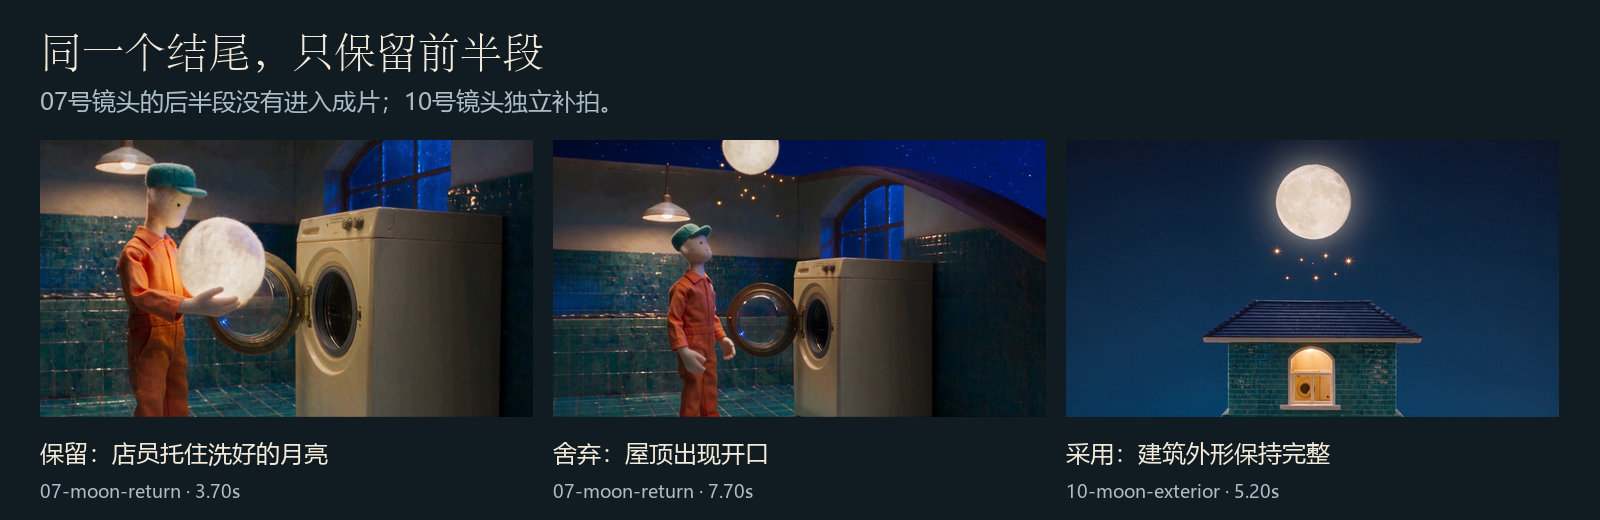 同一个结尾，只保留前半段
07号镜头的后半段没有进入成片；10号镜头独立补拍。
保留：店员托住洗好的月亮
07-moon-return · 3.70s
舍弃：屋顶出现开口
07-moon-return · 7.70s
采用：建筑外形保持完整
10-moon-exterior · 5.20s